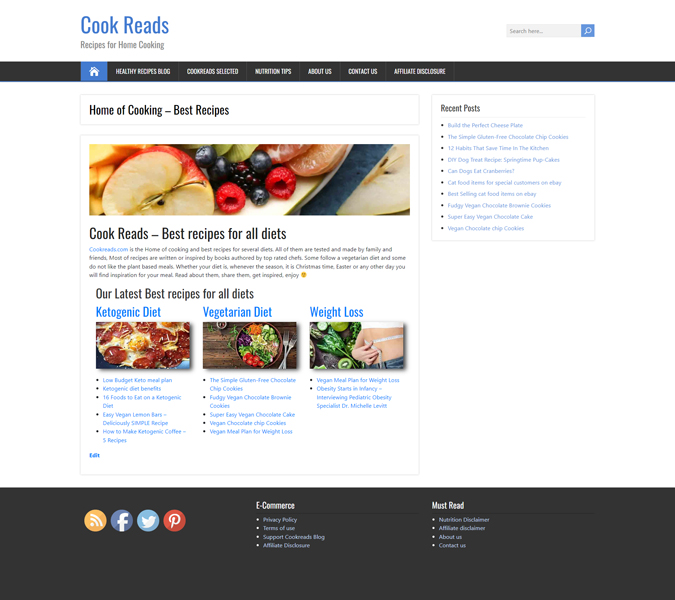 Cook Reads
Recipes for Home Cooking
Search here...
HEALTHY RECIPES BLOG
COOKREADS SELECTED
NUTRITION TIPS
ABOUT US
CONTACT US
AFFILIATE DISCLOSURE
Home of Cooking – Best Recipes
Cook Reads – Best recipes for all diets
Cookreads.com is the Home of cooking and best recipes for several diets. All of them are tested and made by family and
friends, Most of recipes are written or inspired by books authored by top rated chefs. Some follow a vegetarian diet and some
do not like the plant based meals. Whether your diet is, whenever the season, it is Christmas time, Easter or any other day you
will find inspiration for your meal. Read about them, share them, get inspired, enjoy
Our Latest Best recipes for all diets
Ketogenic Diet
Low Budget Keto meal plan
Ketogenic diet benefits
16 Foods to Eat on a Ketogenic
Diet
Easy Vegan Lemon Bars –
Deliciously SIMPLE Recipe
How to Make Ketogenic Coffee –
5 Recipes
Vegetarian Diet
The Simple Gluten-Free Chocolate
Chip Cookies
Fudgy Vegan Chocolate Brownie
Cookies
Super Easy Vegan Chocolate Cake
Vegan Chocolate chip Cookies
Vegan Meal Plan for Weight Loss
Weight Loss
Vegan Meal Plan for Weight Loss
Obesity Starts in Infancy –
Interviewing Pediatric Obesity
Specialist Dr. Michelle Levitt
Edit
Recent Posts
Build the Perfect Cheese Plate
The Simple Gluten-Free Chocolate Chip Cookies
12 Habits That Save Time In The Kitchen
DIY Dog Treat Recipe: Springtime Pup-Cakes
Can Dogs Eat Cranberries?
Cat food items for special customers on ebay
Best Selling cat food items on ebay
Fudgy Vegan Chocolate Brownie Cookies
Super Easy Vegan Chocolate Cake
Vegan Chocolate chip Cookies
E-Commerce
Privacy Policy
Terms of use
Support Cookreads Blog
Affiliate Disclosure
Must Read
Nutrition Disclaimer
Affiliate disclaimer
About us
Contact us